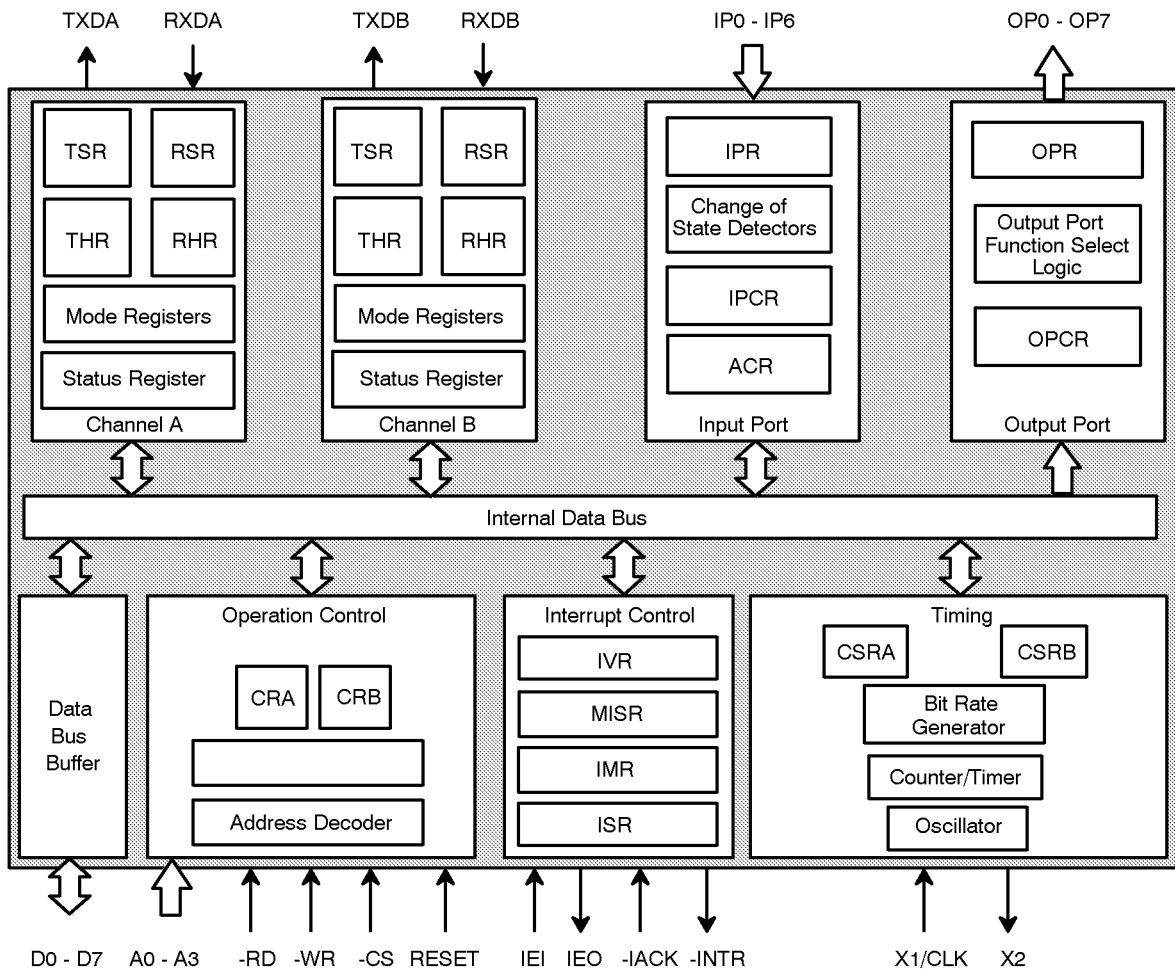 TXDA RXDA TXDB RXDB IP0 - IP6 OP0 - OP7
TSR RSR
THR RHR
Mode Registers
Status Register
Channel A
TSR RSR
THR RHR
Mode Registers
Status Register
Channel B
IPR
Change of
State Detectors
IPCR
ACR
Input Port
OPR
Output Port
Function Select
Logic
OPCR
Output Port
Internal Data Bus
Data
Bus
Buffer
Operation Control
CRA CRB
Address Decoder
Interrupt Control
IVR
MISR
IMR
ISR
Timing
CSRA CSRB
Bit Rate
Generator
Counter/Timer
Oscillator
D0 - D7 A0 - A3 -RD -WR -CS RESET IEI IEO -IACK -INTR X1/CLK X2